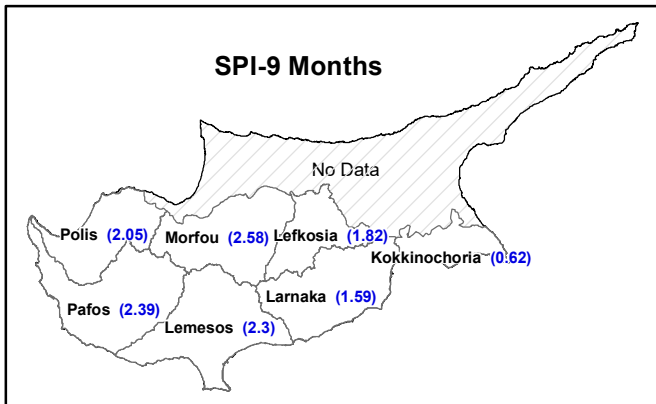 SPI-9 Months
No Data
Polis (2.05)
Morfou (2.58)
Lefkosia (1.82)
Kokkinochoria (0.62)
Pafos (2.39)
Larnaka (1.59)
Lemesos (2.3)